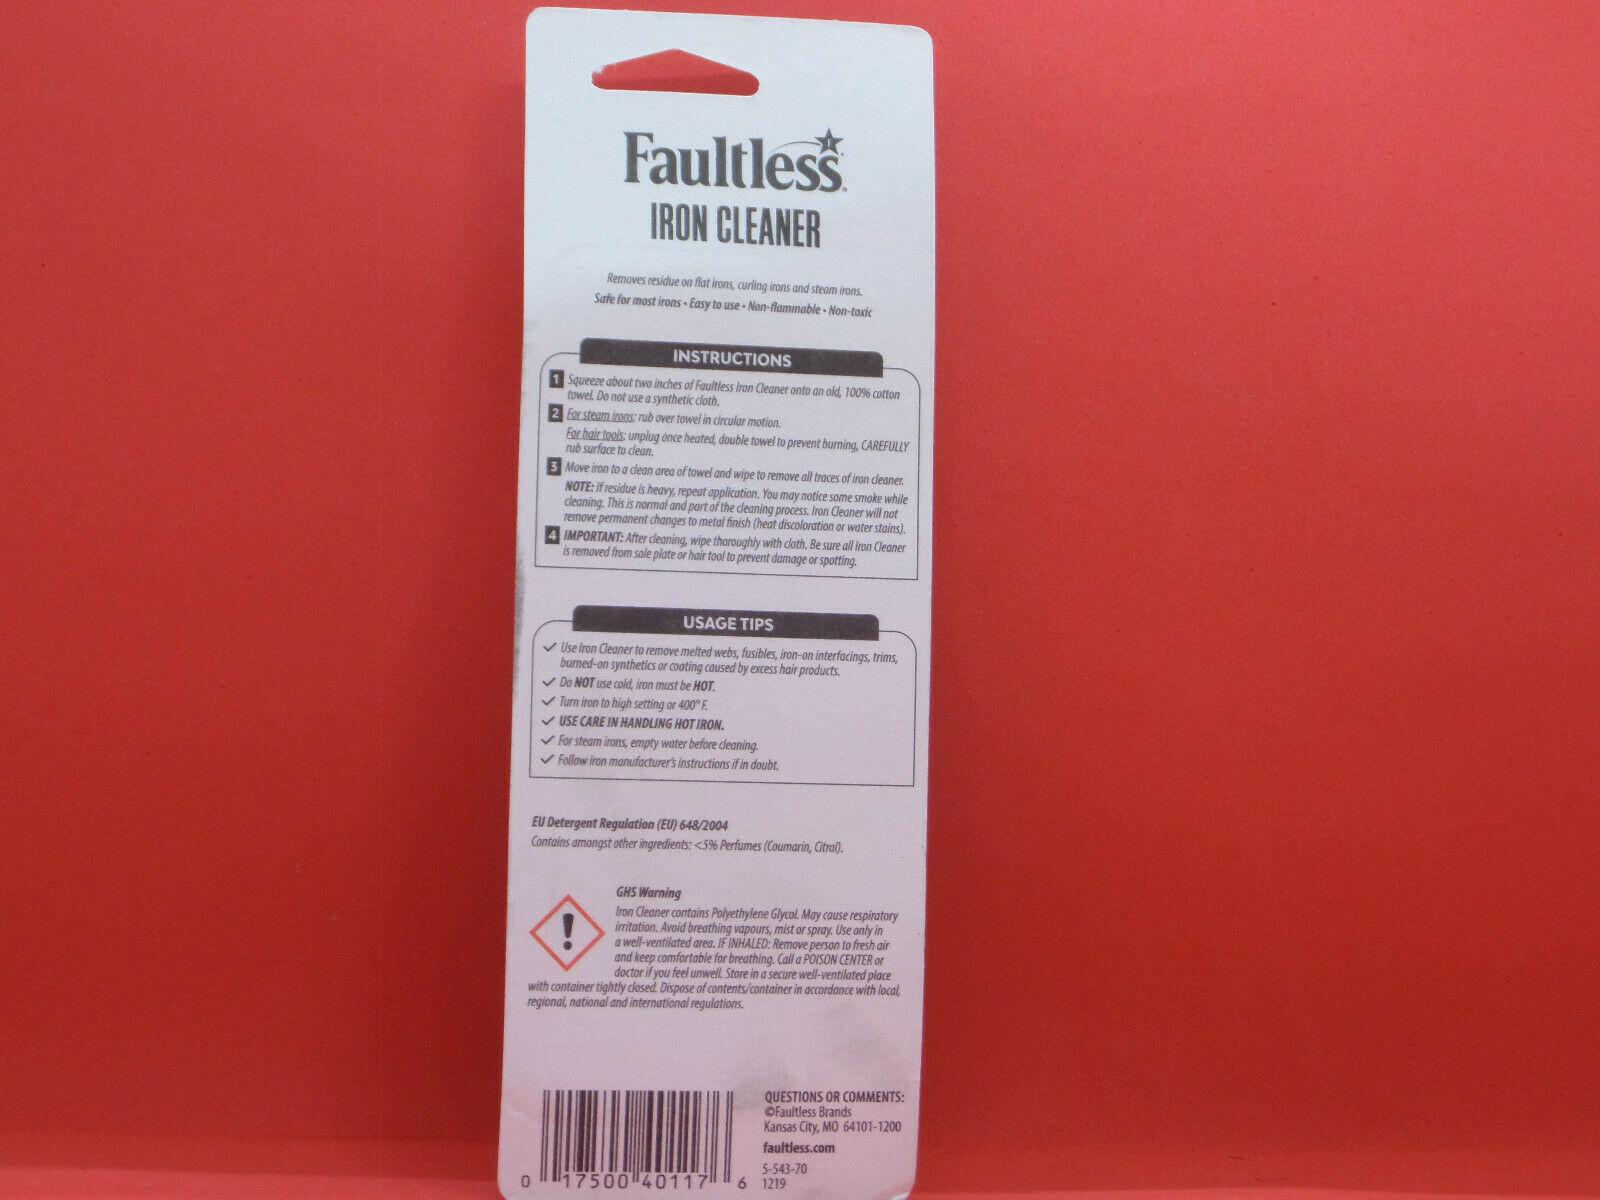 Faultless
IRON CLEANER
Removes residue on flat irons, curling irons and steam irons.
Safe for most irons • Easy to use • Non-flammable • Non-toxic
INSTRUCTIONS
1 Squeeze about two inches of Faultless Iron Cleaner onto an old, 100% cotton
towel. Do not use a synthetic cloth.
2 For steam irons: rub over towel in circular motion.
For hair tools: unplug once heated, double towel to prevent burning, CAREFULLY
rub surface to clean.
3 Move iron to a clean area of towel and wipe to remove all traces of iron cleaner.
NOTE: If residue is heavy, repeat application. You may notice some smoke while
cleaning. This is normal and part of the cleaning process. Iron Cleaner will not
remove permanent changes to metal finish (heat discoloration or water stains).
4 IMPORTANT: After cleaning, wipe thoroughly with cloth. Be sure all Iron Cleaner
is removed from sole plate or hair tool to prevent damage or spotting.
USAGE TIPS
✓ Use Iron Cleaner to remove melted webs, fusibles, iron-on interfacings, trims,
burned-on synthetics or coating caused by excess hair products.
✓ Do NOT use cold, iron must be HOT.
✓ Turn iron to high setting or 400° F.
✓ USE CARE IN HANDLING HOT IRON.
✓ For steam irons, empty water before cleaning.
✓ Follow iron manufacturer's instructions if in doubt.
EU Detergent Regulation (EU) 648/2004
Contains amongst other ingredients: <5% Perfumes (Coumarin, Citral).
GHS Warning
Iron Cleaner contains Polyethylene Glycol. May cause respiratory
irritation. Avoid breathing vapours, mist or spray. Use only in
a well-ventilated area. IF INHALED: Remove person to fresh air
and keep comfortable for breathing. Call a POISON CENTER or
doctor if you feel unwell. Store in a secure well-ventilated place
with container tightly closed. Dispose of contents/container in accordance with local,
regional, national and international regulations.
QUESTIONS OR COMMENTS:
©Faultless Brands
Kansas City, MO 64101-1200
faultless.com
5-543-70
1219
0 17500 40117 6